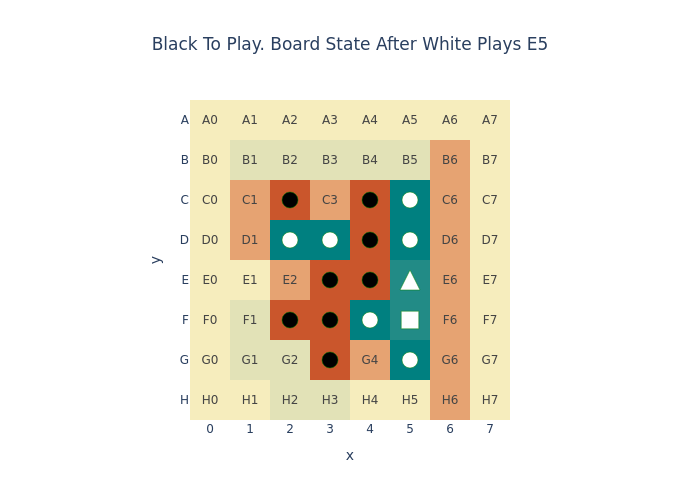 Black To Play. Board State After White Plays E5
A A0 A1 A2 A3 A4 A5 A6 A7
B B0 B1 B2 B3 B4 B5 B6 B7
C C0 C1 C3 C6 C7
D D0 D1 D6 D7
y
E E0 E1 E2 E6 E7
F F0 F1 F6 F7
G G0 G1 G2 G4 G6 G7
H H0 H1 H2 H3 H4 H5 H6 H7
0 1 2 3 4 5 6 7
x